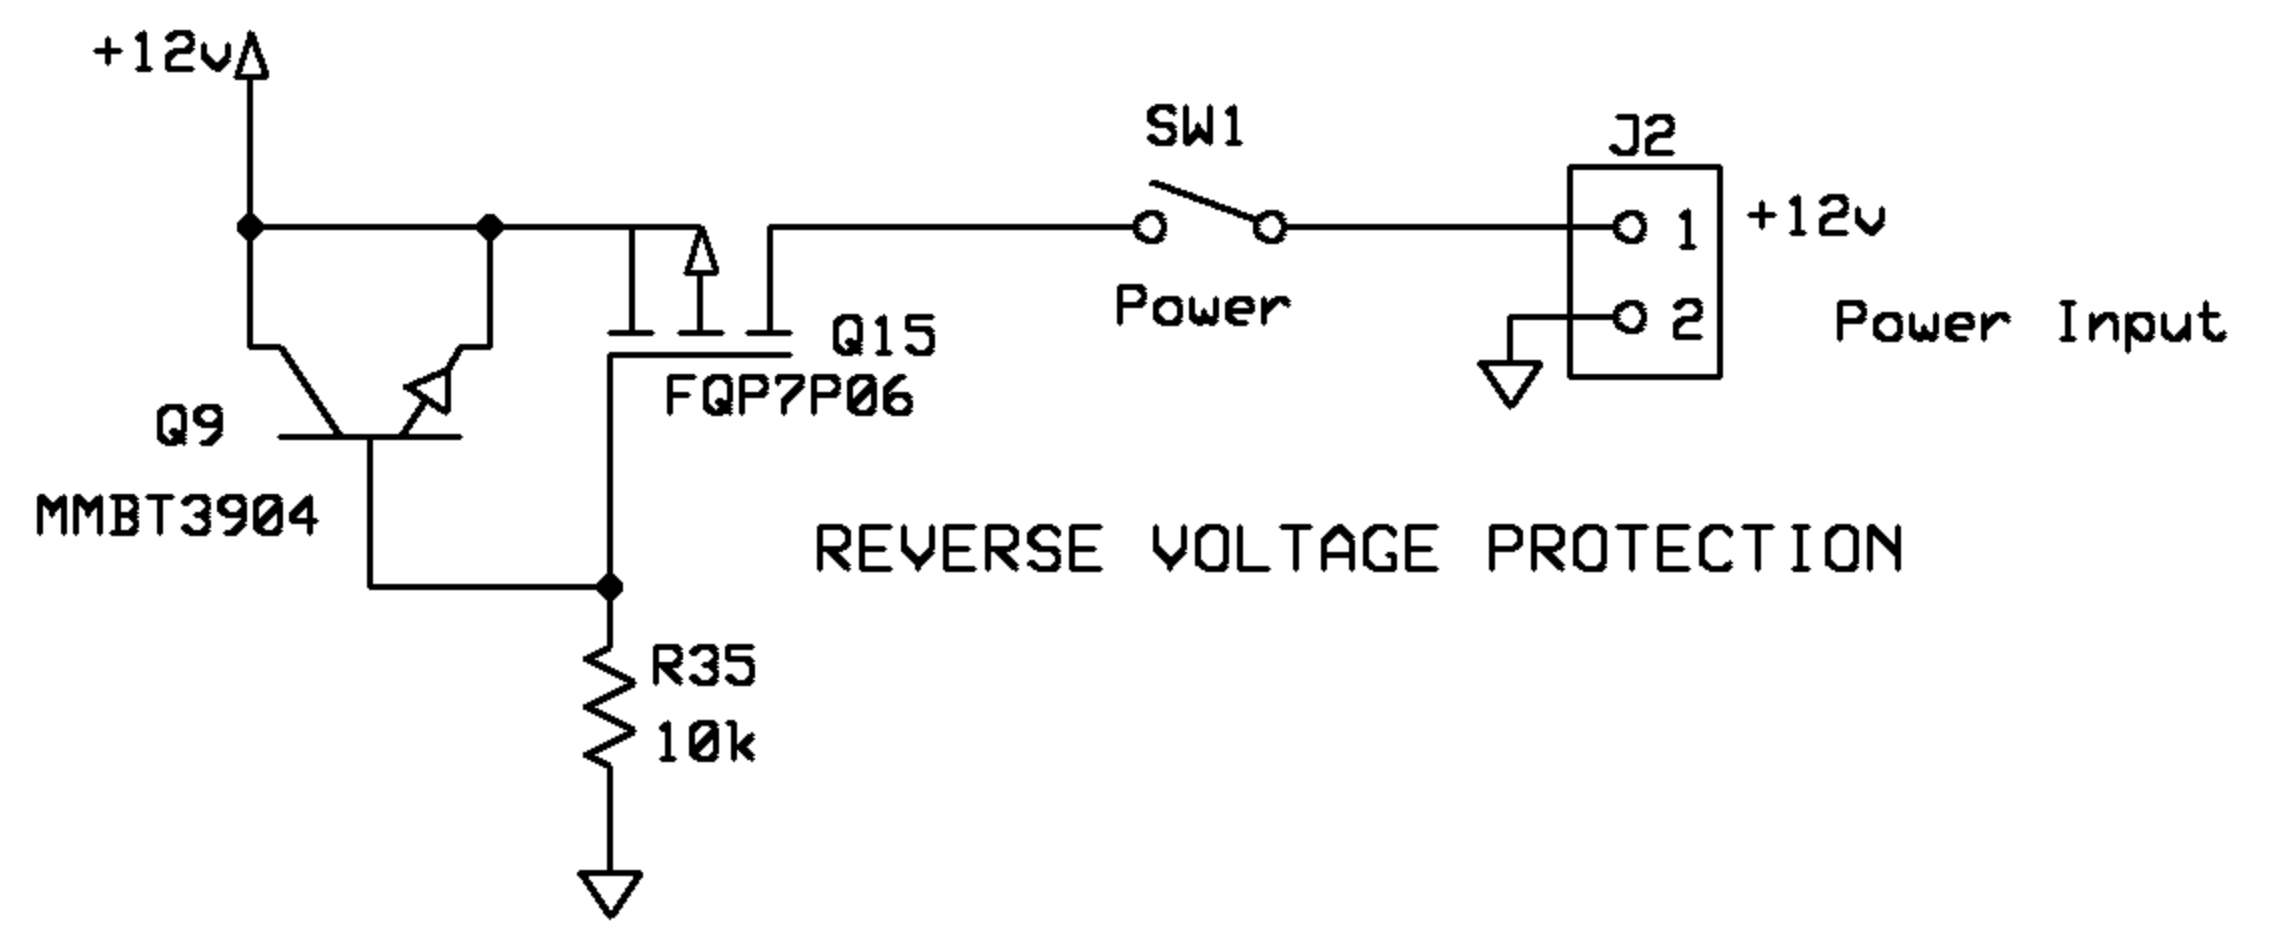 +12v
SW1
J2
1
+12v
Power
2
Power Input
Q15
FQP7P06
Q9
MMBT3904
REVERSE VOLTAGE PROTECTION
R35
10k